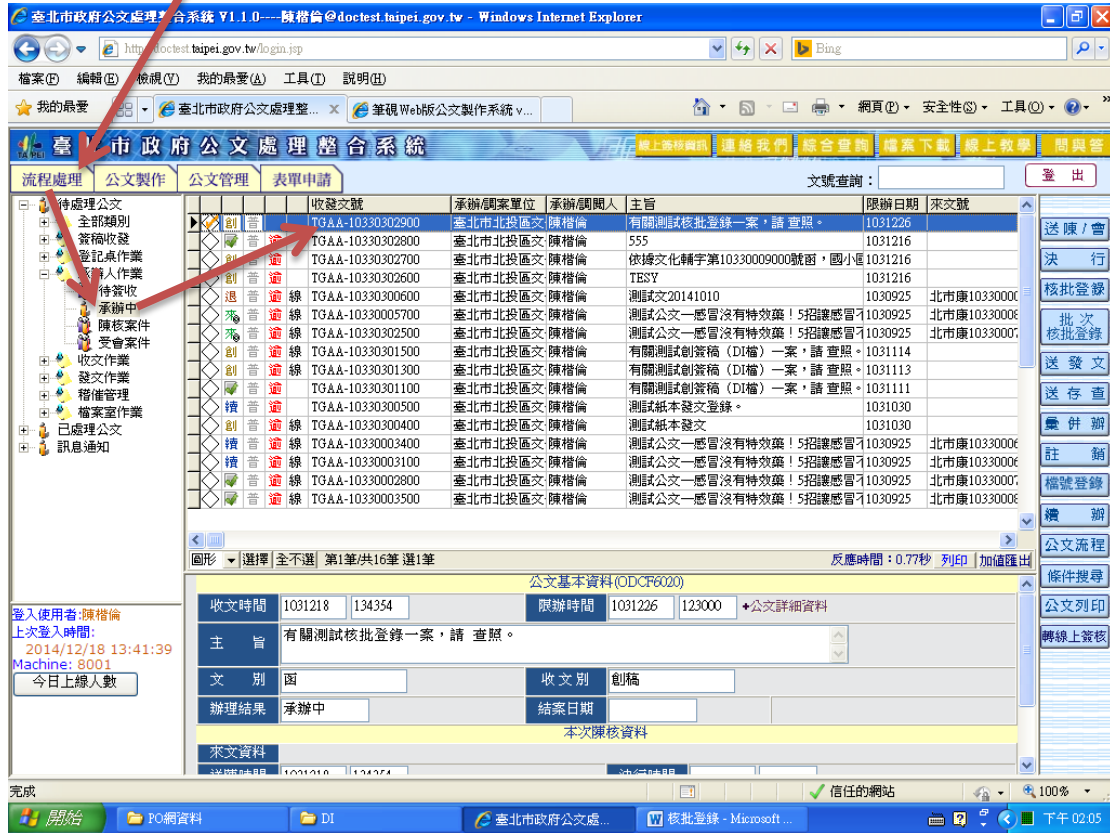 臺北市政府公文處理整合系統 V1.1.0----陳楷倫@doctest.taipei.gov.tw - Windows Internet Explorer
http://doctest.taipei.gov.tw/login.jsp
Bing
檔案(F) 編輯(E) 檢視(V) 我的最愛(A) 工具(T) 說明(H)
我的最愛 臺北市政府公文處理整... 筆硯Web版公文製作系統 v... 網頁(P) 安全性(S) 工具(O)
臺北市政府公文處理整合系統 線上簽核資訊 連絡我們 綜合查詢 檔案下載 線上教學 問與答
流程處理 公文製作 公文管理 表單申請 文號查詢： 登出
待處理公文
全部類別
簽稿收發
登記桌作業
承辦人作業
待簽收
承辦中
陳核案件
受會案件
收文作業
發文作業
稽催管理
檔案室作業
已處理公文
訊息通知
收發文號 承辦/調案單位 承辦/調閱人 主旨 限辦日期 來文號
創 普 TGAA-10330302900 臺北市北投區文 陳楷倫 有關測試核批登錄一案，請 查照。 1031226
普 逾 TGAA-10330302800 臺北市北投區文 陳楷倫 555 1031216
創 普 逾 TGAA-10330302700 臺北市北投區文 陳楷倫 依據文化輔字第10330009000號函，國小 1031216
創 普 逾 TGAA-10330302600 臺北市北投區文 陳楷倫 TESY 1031216
退 普 逾 線 TGAA-10330300600 臺北市北投區文 陳楷倫 測試文20141010 1030925 北市康1033000
來 普 逾 線 TGAA-10330005700 臺北市北投區文 陳楷倫 測試公文一感冒沒有特效藥！5招讓感冒不 1030925 北市康10330008
來 普 逾 線 TGAA-10330302500 臺北市北投區文 陳楷倫 測試公文一感冒沒有特效藥！5招讓感冒不 1030925 北市康10330007
創 普 逾 線 TGAA-10330301500 臺北市北投區文 陳楷倫 有關測試創簽稿（DI檔）一案，請 查照。 1031114
創 普 逾 線 TGAA-10330301300 臺北市北投區文 陳楷倫 有關測試創簽稿（DI檔）一案，請 查照。 1031113
普 逾 TGAA-10330301100 臺北市北投區文 陳楷倫 有關測試創簽稿（DI檔）一案，請 查照。 1031111
續 普 逾 TGAA-10330300500 臺北市北投區文 陳楷倫 測試紙本發文登錄。 1031030
創 普 逾 線 TGAA-10330300400 臺北市北投區文 陳楷倫 測試紙本發文 1031030
續 普 逾 線 TGAA-10330003400 臺北市北投區文 陳楷倫 測試公文一感冒沒有特效藥！5招讓感冒不 1030925 北市康10330006
續 普 逾 線 TGAA-10330003100 臺北市北投區文 陳楷倫 測試公文一感冒沒有特效藥！5招讓感冒不 1030925 北市康10330006
普 逾 線 TGAA-10330002800 臺北市北投區文 陳楷倫 測試公文一感冒沒有特效藥！5招讓感冒不 1030925 北市康10330007
普 逾 線 TGAA-10330003500 臺北市北投區文 陳楷倫 測試公文一感冒沒有特效藥！5招讓感冒不 1030925 北市康10330008
圖形 選擇 全不選 第1筆/共16筆 選1筆 反應時間：0.77秒 列印 加值匯出
送陳/會
決行
核批登錄
批次
核批登錄
送發文
送存查
彙併辦
註銷
檔號登錄
續辦
公文流程
條件搜尋
公文列印
轉線上簽核
公文基本資料(ODCF6020)
收文時間 1031218 134354 限辦時間 1031226 123000 +公文詳細資料
主旨 有關測試核批登錄一案，請 查照。
文別 函 收文別 創稿
辦理結果 承辦中 結案日期
本次陳核資料
來文資料
送陳時間 1031218 134354 決行時間
登入使用者:陳楷倫
上次登入時間:
2014/12/18 13:41:39
Machine: 8001
今日上線人數
完成 信任的網站 100%
開始 PO網資料 DI 臺北市政府公文處... 核批登錄 - Microsoft ... 下午 02:05